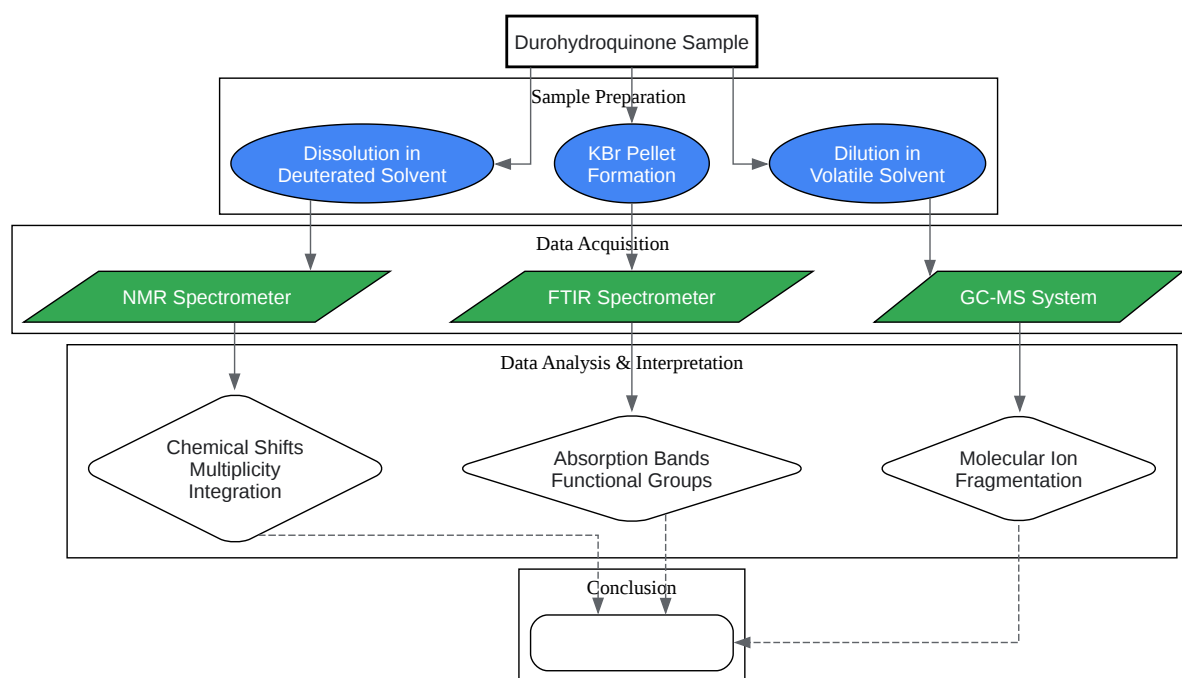 Durohydroquinone Sample
Sample Preparation
Dissolution in
Deuterated Solvent
KBr Pellet
Formation
Dilution in
Volatile Solvent
Data Acquisition
NMR Spectrometer
FTIR Spectrometer
GC-MS System
Data Analysis & Interpretation
Chemical Shifts
Multiplicity
Integration
Absorption Bands
Functional Groups
Molecular Ion
Fragmentation
Conclusion